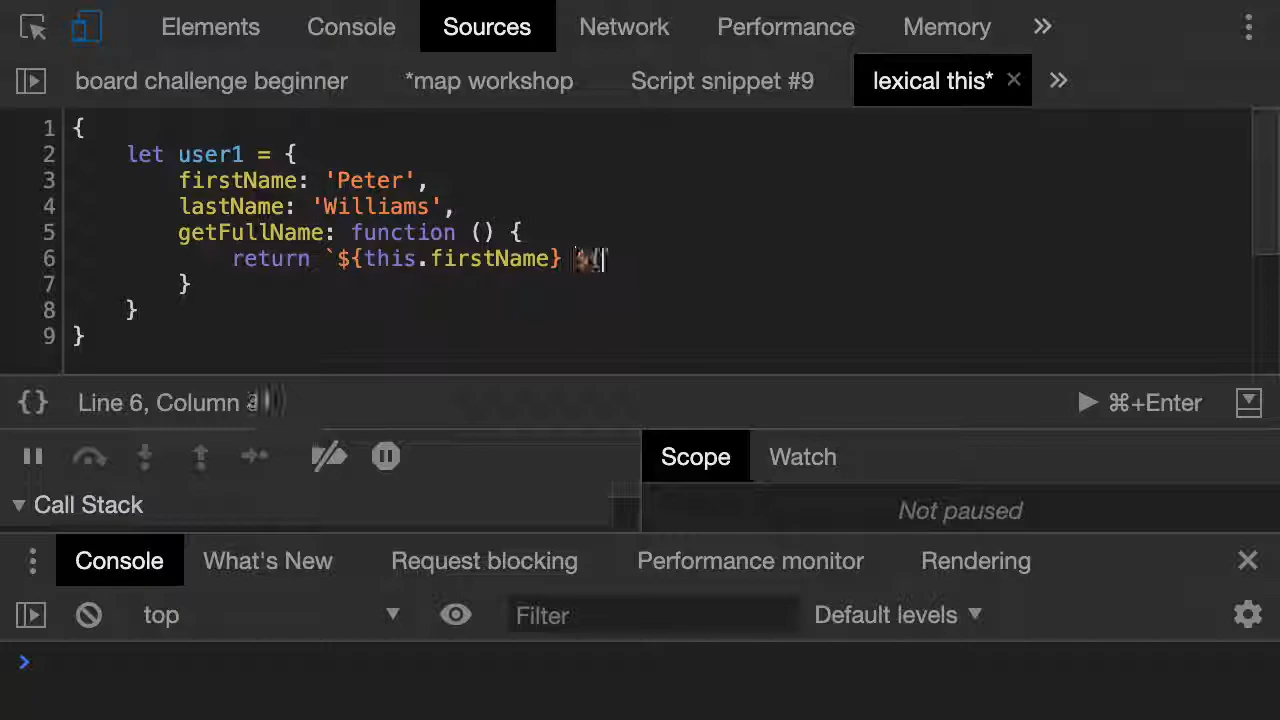 Elements Console Sources Network Performance Memory »
board challenge beginner *map workshop Script snippet #9 lexical this* × »
1 {
2 let user1 = {
3 firstName: 'Peter',
4 lastName: 'Williams',
5 getFullName: function () {
6 return `${this.firstName}
7 }
8 }
9 }
{} Line 6, Column ⌘+Enter
Scope Watch
Call Stack Not paused
Console What's New Request blocking Performance monitor Rendering ×
top Filter Default levels
>